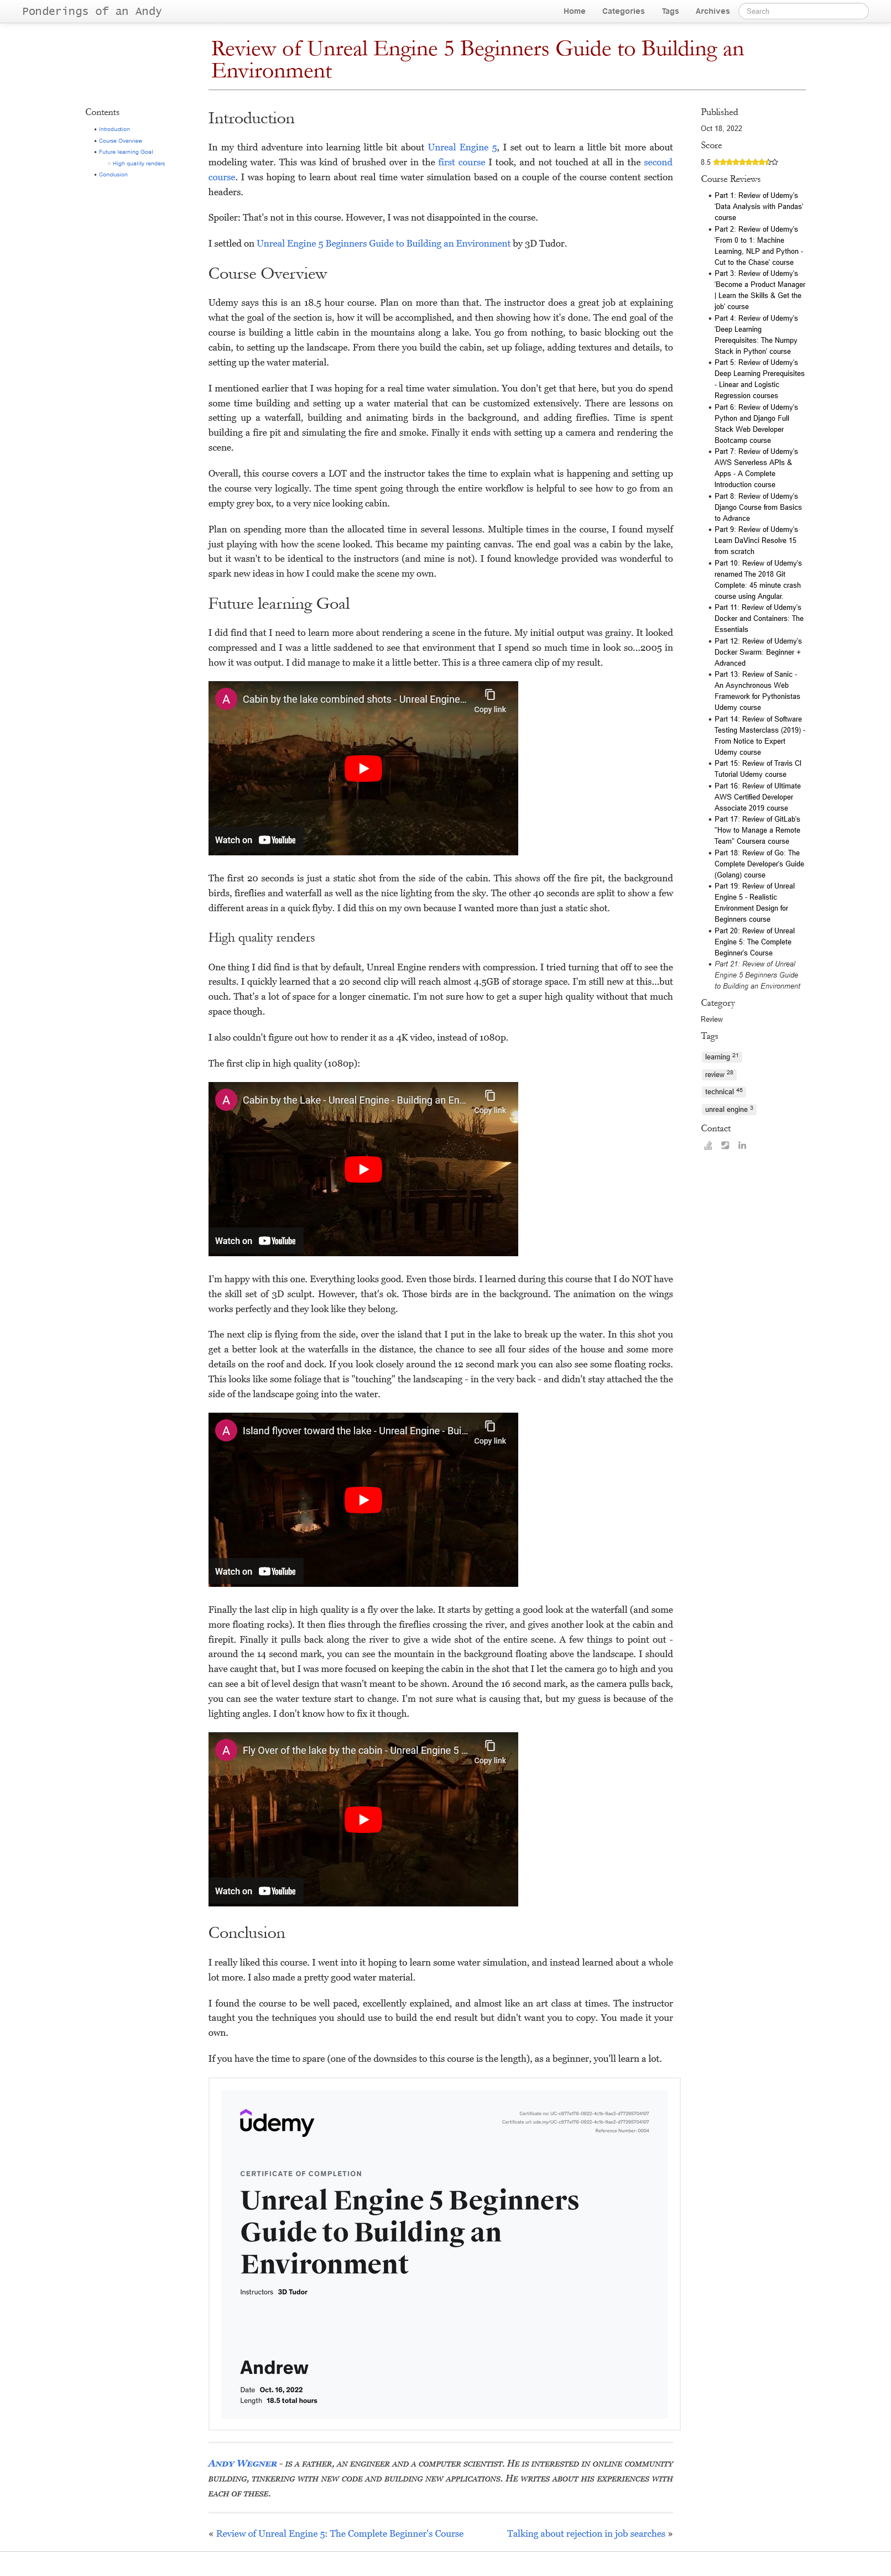 Ponderings of an Andy
Home Categories Tags Archives Search
Review of Unreal Engine 5 Beginners Guide to Building an
Environment
Contents
Introduction
Course Overview
Future learning Goal
High quality renders
Conclusion
Introduction
In my third adventure into learning little bit about Unreal Engine 5, I set out to learn a little bit more about
modeling water. This was kind of brushed over in the first course I took, and not touched at all in the second
course. I was hoping to learn about real time water simulation based on a couple of the course content section
headers.
Spoiler: That's not in this course. However, I was not disappointed in the course.
I settled on Unreal Engine 5 Beginners Guide to Building an Environment by 3D Tudor.
Course Overview
Udemy says this is an 18.5 hour course. Plan on more than that. The instructor does a great job at explaining
what the goal of the section is, how it will be accomplished, and then showing how it's done. The end goal of the
course is building a little cabin in the mountains along a lake. You go from nothing, to basic blocking out the
cabin, to setting up the landscape. From there you build the cabin, set up foliage, adding textures and details, to
setting up the water material.
I mentioned earlier that I was hoping for a real time water simulation. You don't get that here, but you do spend
some time building and setting up a water material that can be customized extensively. There are lessons on
setting up a waterfall, building and animating birds in the background, and adding fireflies. Time is spent
building a fire pit and simulating the fire and smoke. Finally it ends with setting up a camera and rendering the
scene.
Overall, this course covers a LOT and the instructor takes the time to explain what is happening and setting up
the course very logically. The time spent going through the entire workflow is helpful to see how to go from an
empty grey box, to a very nice looking cabin.
Plan on spending more than the allocated time in several lessons. Multiple times in the course, I found myself
just playing with how the scene looked. This became my painting canvas. The end goal was a cabin by the lake,
but it wasn't to be identical to the instructors (and mine is not). I found knowledge provided was wonderful to
spark new ideas in how I could make the scene my own.
Future learning Goal
I did find that I need to learn more about rendering a scene in the future. My initial output was grainy. It looked
compressed and I was a little saddened to see that environment that I spend so much time in look so...2005 in
how it was output. I did manage to make it a little better. This is a three camera clip of my result.
A Cabin by the lake combined shots - Unreal Engine...
Copy link
Watch on YouTube
The first 20 seconds is just a static shot from the side of the cabin. This shows off the fire pit, the background
birds, fireflies and waterfall as well as the nice lighting from the sky. The other 40 seconds are split to show a few
different areas in a quick flyby. I did this on my own because I wanted more than just a static shot.
High quality renders
One thing I did find is that by default, Unreal Engine renders with compression. I tried turning that off to see the
results. I quickly learned that a 20 second clip will reach almost 4.5GB of storage space. I'm still new at this...but
ouch. That's a lot of space for a longer cinematic. I'm not sure how to get a super high quality without that much
space though.
I also couldn't figure out how to render it as a 4K video, instead of 1080p.
The first clip in high quality (1080p):
A Cabin by the Lake - Unreal Engine - Building an En...
Copy link
Watch on YouTube
I'm happy with this one. Everything looks good. Even those birds. I learned during this course that I do NOT have
the skill set of 3D sculpt. However, that's ok. Those birds are in the background. The animation on the wings
works perfectly and they look like they belong.
The next clip is flying from the side, over the island that I put in the lake to break up the water. In this shot you
get a better look at the waterfalls in the distance, the chance to see all four sides of the house and some more
details on the roof and dock. If you look closely around the 12 second mark you can also see some floating rocks.
This looks like some foliage that is "touching" the landscaping - in the very back - and didn't stay attached the the
side of the landscape going into the water.
A Island flyover toward the lake - Unreal Engine - Bui...
Copy link
Watch on YouTube
Finally the last clip in high quality is a fly over the lake. It starts by getting a good look at the waterfall (and some
more floating rocks). It then flies through the fireflies crossing the river, and gives another look at the cabin and
firepit. Finally it pulls back along the river to give a wide shot of the entire scene. A few things to point out -
around the 14 second mark, you can see the mountain in the background floating above the landscape. I should
have caught that, but I was more focused on keeping the cabin in the shot that I let the camera go to high and you
can see a bit of level design that wasn't meant to be shown. Around the 16 second mark, as the camera pulls back,
you can see the water texture start to change. I'm not sure what is causing that, but my guess is because of the
lighting angles. I don't know how to fix it though.
A Fly Over of the lake by the cabin - Unreal Engine 5 ...
Copy link
Watch on YouTube
Conclusion
I really liked this course. I went into it hoping to learn some water simulation, and instead learned about a whole
lot more. I also made a pretty good water material.
I found the course to be well paced, excellently explained, and almost like an art class at times. The instructor
taught you the techniques you should use to build the end result but didn't want you to copy. You made it your
own.
If you have the time to spare (one of the downsides to this course is the length), as a beginner, you'll learn a lot.
udemy
Reference Number: 0004
CERTIFICATE OF COMPLETION
Unreal Engine 5 Beginners
Guide to Building an
Environment
Instructors 3D Tudor
Andrew
Date Oct. 16, 2022
Length 18.5 total hours
Andy Wegner - is a father, an engineer and a computer scientist. He is interested in online community
building, tinkering with new code and building new applications. He writes about his experiences with
each of these.
« Review of Unreal Engine 5: The Complete Beginner's Course
Talking about rejection in job searches »
Published
Oct 18, 2022
Score
8.5
Course Reviews
Part 1: Review of Udemy's
'Data Analysis with Pandas'
course
Part 2: Review of Udemy's
'From 0 to 1: Machine
Learning, NLP and Python -
Cut to the Chase' course
Part 3: Review of Udemy's
'Become a Product Manager
| Learn the Skills & Get the
job' course
Part 4: Review of Udemy's
'Deep Learning
Prerequisites: The Numpy
Stack in Python' course
Part 5: Review of Udemy's
Deep Learning Prerequisites
- Linear and Logistic
Regression courses
Part 6: Review of Udemy's
Python and Django Full
Stack Web Developer
Bootcamp course
Part 7: Review of Udemy's
AWS Serverless APIs &
Apps - A Complete
Introduction course
Part 8: Review of Udemy's
Django Course from Basics
to Advance
Part 9: Review of Udemy's
Learn DaVinci Resolve 15
from scratch
Part 10: Review of Udemy's
renamed The 2018 Git
Complete: 45 minute crash
course using Angular.
Part 11: Review of Udemy's
Docker and Containers: The
Essentials
Part 12: Review of Udemy's
Docker Swarm: Beginner +
Advanced
Part 13: Review of Sanic -
An Asynchronous Web
Framework for Pythonistas
Udemy course
Part 14: Review of Software
Testing Masterclass (2019) -
From Notice to Expert
Udemy course
Part 15: Review of Travis CI
Tutorial Udemy course
Part 16: Review of Ultimate
AWS Certified Developer
Associate 2019 course
Part 17: Review of GitLab's
"How to Manage a Remote
Team" Coursera course
Part 18: Review of Go: The
Complete Developer's Guide
(Golang) course
Part 19: Review of Unreal
Engine 5 - Realistic
Environment Design for
Beginners course
Part 20: Review of Unreal
Engine 5: The Complete
Beginner's Course
Part 21: Review of Unreal
Engine 5 Beginners Guide
to Building an Environment
Category
Review
Tags
learning 21
review 28
technical 45
unreal engine 3
Contact